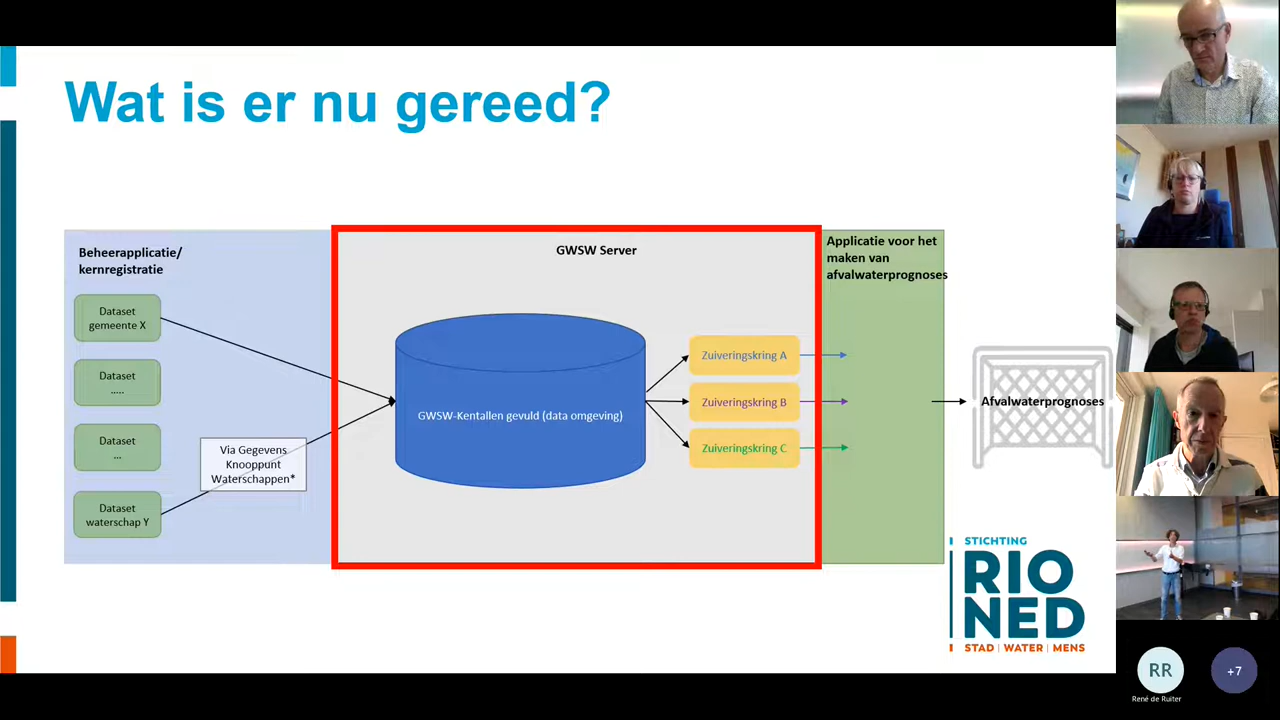 Wat is er nu gereed?
Beheerapplicatie/
kernregistratie
Dataset
gemeente X
Dataset
.....
Dataset
...
Dataset
waterschap Y
Via Gegevens
Knooppunt
Waterschappen*
GWSW Server
GWSW-Kentallen gevuld (data omgeving)
Zuiveringskring A
Zuiveringskring B
Zuiveringskring C
Applicatie voor het
maken van
afvalwaterprognoses
Afvalwaterprognoses
STICHTING
RIO
NED
STAD | WATER | MENS
RR
René de Ruiter
+7